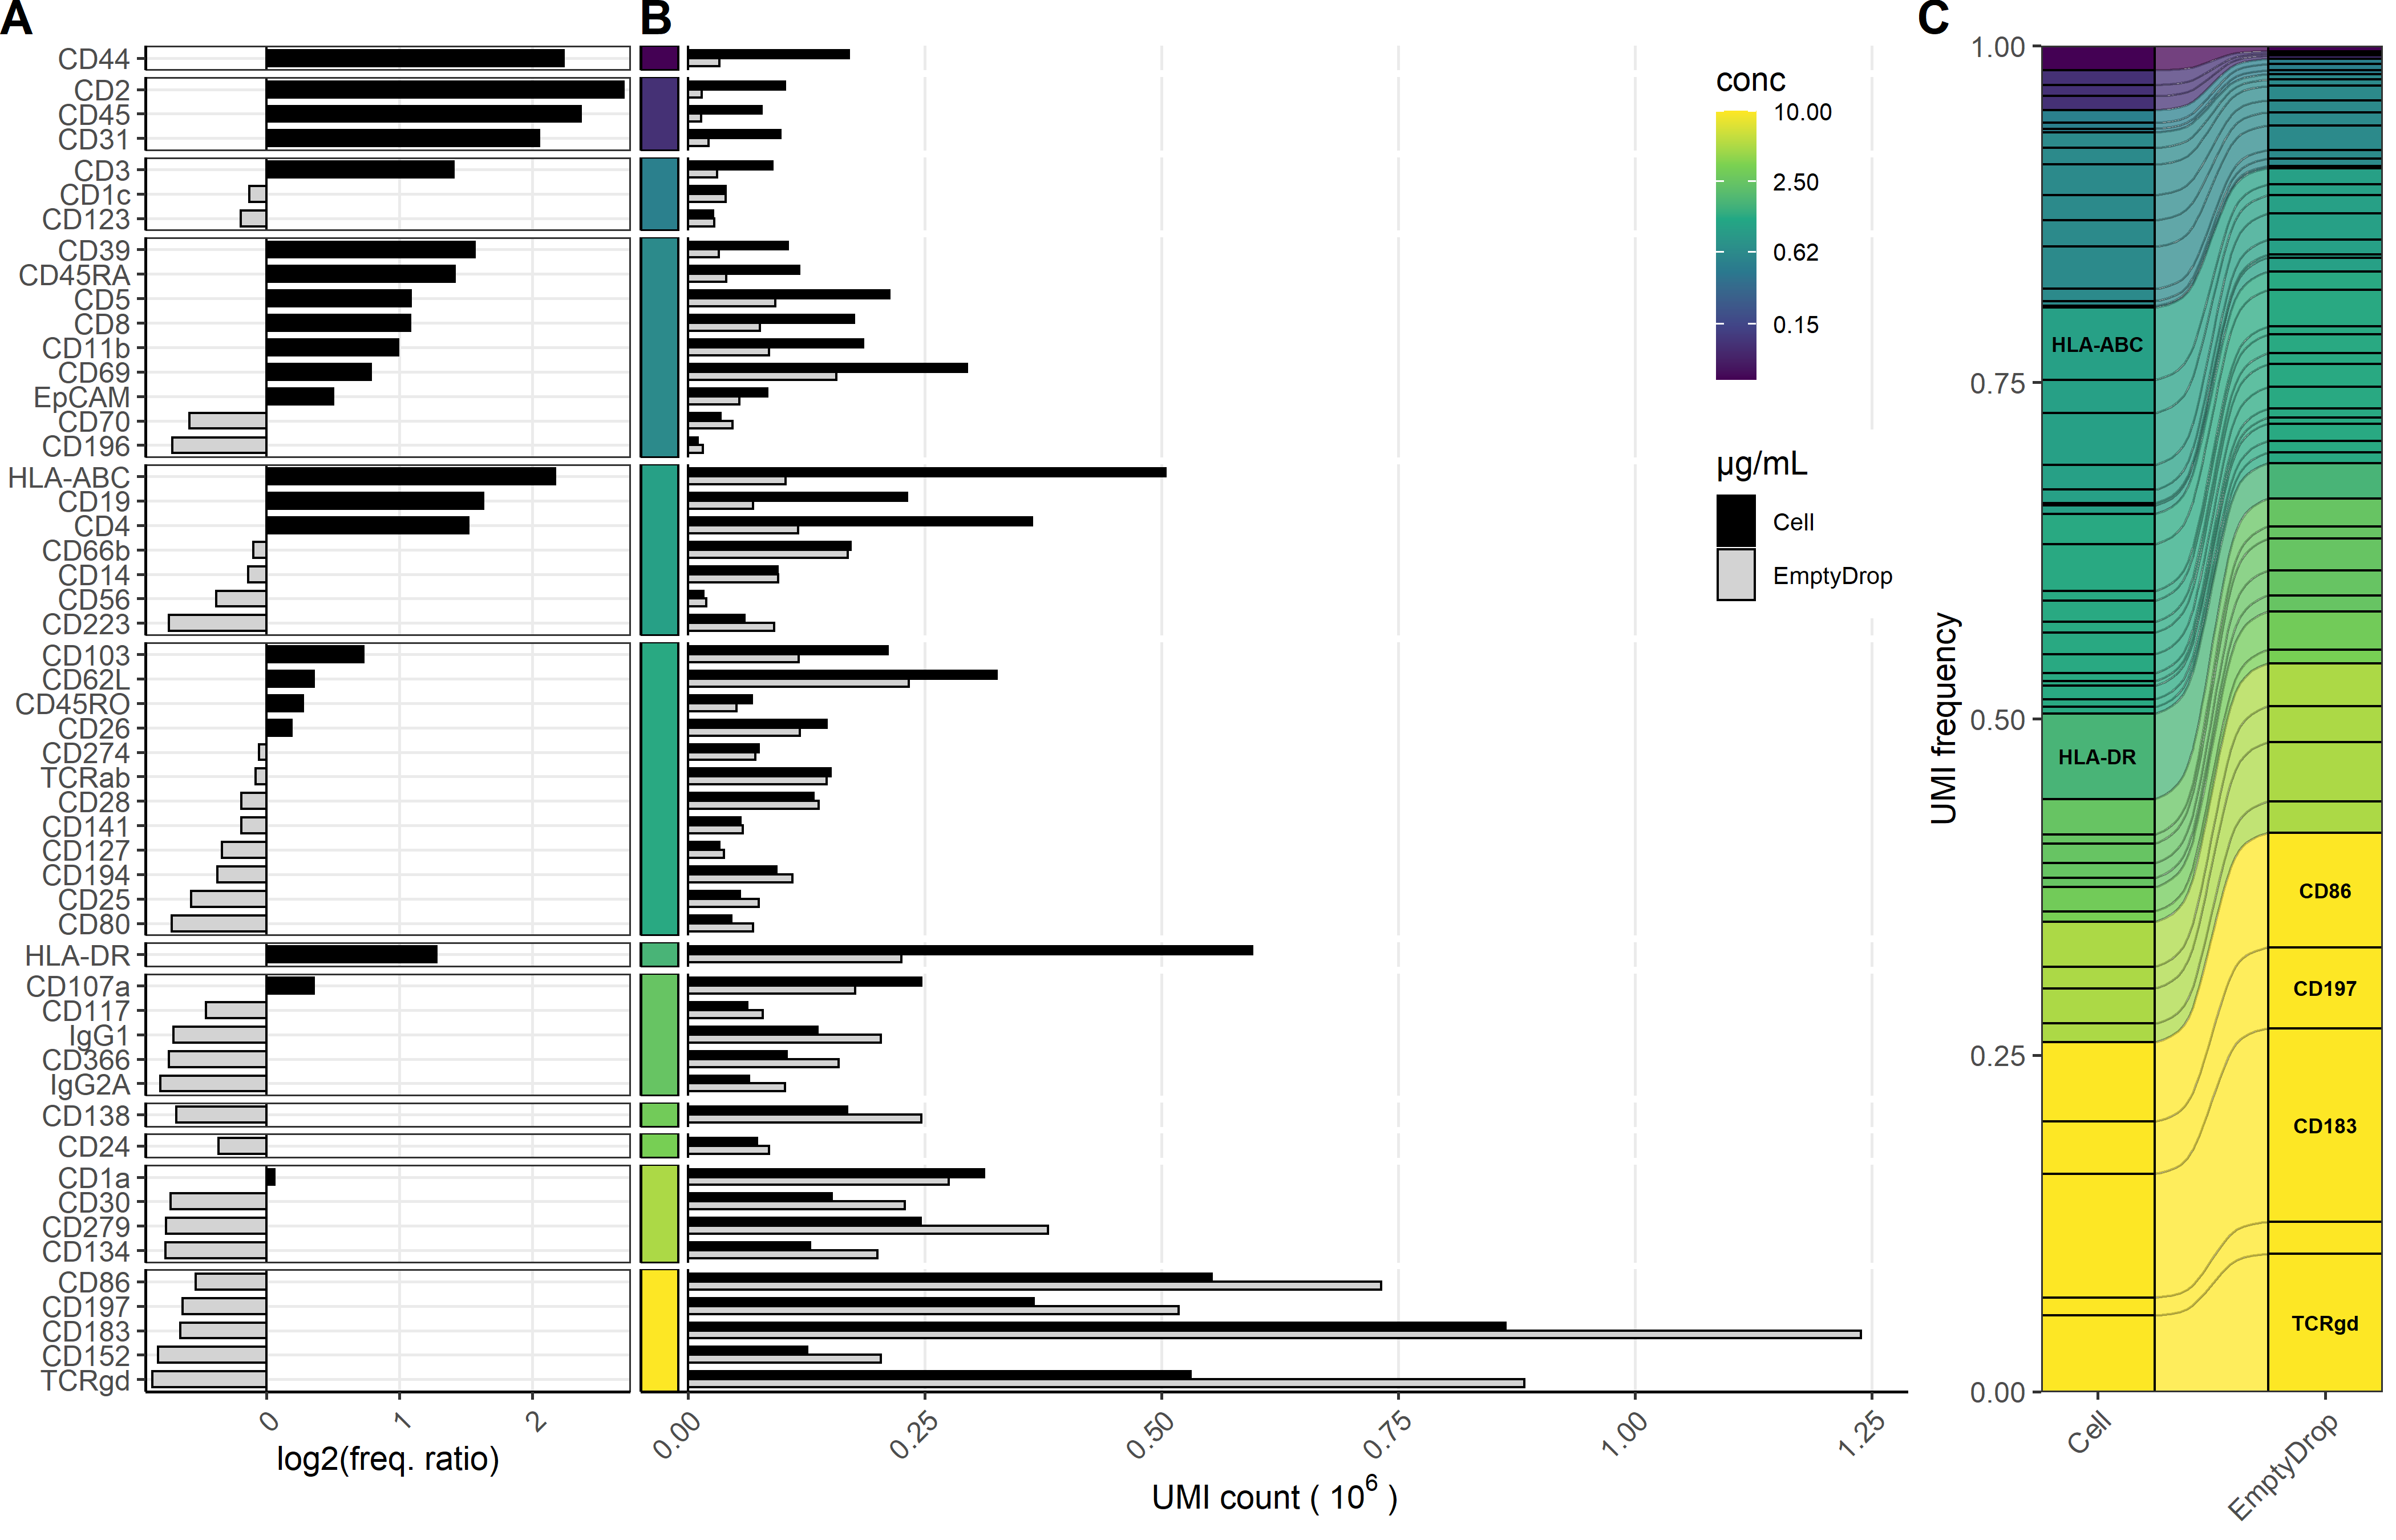 A
B
C
CD44
CD2
CD45
CD31
CD3
CD1c
CD123
CD39
CD45RA
CD5
CD8
CD11b
CD69
EpCAM
CD70
CD196
HLA-ABC
CD19
CD4
CD66b
CD14
CD56
CD223
CD103
CD62L
CD45RO
CD26
CD274
TCRab
CD28
CD141
CD127
CD194
CD25
CD80
HLA-DR
CD107a
CD117
IgG1
CD366
IgG2A
CD138
CD24
CD1a
CD30
CD279
CD134
CD86
CD197
CD183
CD152
TCRgd
0
1
2
log2(freq. ratio)
0.00
0.25
0.50
0.75
1.00
1.25
UMI count ( 10⁶ )
conc
10.00
2.50
0.62
0.15
µg/mL
Cell
EmptyDrop
UMI frequency
1.00
0.75
0.50
0.25
0.00
HLA-ABC
HLA-DR
CD86
CD197
CD183
TCRgd
Cell
EmptyDrop